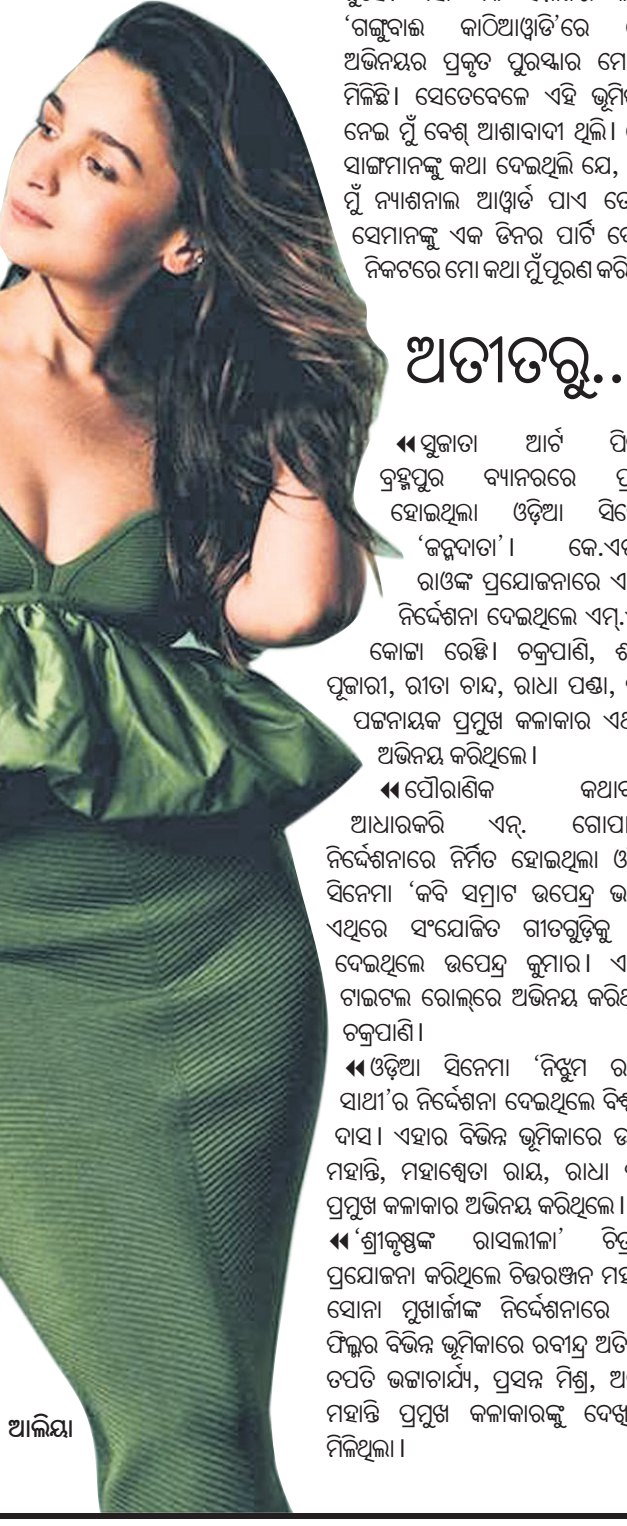 'ଗଙ୍ଗୁବାଈ କାଠିଆୱାଡି'ରେ
ଅଭିନୟର ପ୍ରକୃତ ପୁରସ୍କାର
ମିଳିଛି। ସେତେବେଳେ ଏହି
ନେଇ ମୁଁ ବେଶ୍ ଆଶାବାଦୀ ଥିଲି।
ସାଙ୍ଗମାନଙ୍କୁ କଥା ଦେଇଥିଲି ଯେ,
ମୁଁ ନ୍ୟାଶନାଲ ଆୱାର୍ଡ ପାଏ
ସେମାନଙ୍କୁ ଏକ ଡିନର ପାର୍ଟି
ନିକଟରେ ମୋ କଥା ମୁଁ ପୂରଣ
ଅତୀତରୁ..
ସୁଜାତା ଆର୍ଟ
ବ୍ରହ୍ମପୁର ବ୍ୟାନରରେ
ହୋଇଥିଲା ଓଡ଼ିଆ
'ଜନ୍ମଦାତା'।
ରାଓଙ୍କ ପ୍ରଯୋଜନାରେ
ନିର୍ଦ୍ଦେଶନା ଦେଇଥିଲେ
କୋଟ୍ଟା ରେଡ୍ଡି। ଚକ୍ରପାଣି,
ପୂଜାରୀ, ରୀତା ଚାନ୍ଦ, ରାଧା ପଣ୍ଡା,
ପଟ୍ଟନାୟକ ପ୍ରମୁଖ କଳାକାର
ଅଭିନୟ କରିଥିଲେ।
ପୌରାଣିକ
ଆଧାରକରି ଏନ୍.
ନିର୍ଦ୍ଦେଶନାରେ ନିର୍ମିତ ହୋଇଥିଲା
ସିନେମା 'କବି ସମ୍ରାଟ ଉପେନ୍ଦ୍ର
ଏଥିରେ ସଂଯୋଜିତ ଗୀତଗୁଡ଼ିକୁ
ଦେଇଥିଲେ ଉପେନ୍ଦ୍ର କୁମାର।
ଟାଇଟଲ ରୋଲ୍‌ରେ ଅଭିନୟ
ଚକ୍ରପାଣି।
ଓଡ଼ିଆ ସିନେମା 'ନିଝୁମ
ସାଥୀ'ର ନିର୍ଦ୍ଦେଶନା ଦେଇଥିଲେ
ଦାସ। ଏହାର ବିଭିନ୍ନ ଭୂମିକାରେ
ମହାନ୍ତି, ମହାଶ୍ୱେତା ରାୟ, ରାଧା
ପ୍ରମୁଖ କଳାକାର ଅଭିନୟ କରିଥିଲେ।
'ଶ୍ରୀକୃଷ୍ଣଙ୍କ ରାସଲୀଳା'
ପ୍ରଯୋଜନା କରିଥିଲେ ଚିତ୍ତରଞ୍ଜନ
ସୋନା ମୁଖାର୍ଜୀଙ୍କ ନିର୍ଦ୍ଦେଶନାରେ
ଫିଲ୍ମର ବିଭିନ୍ନ ଭୂମିକାରେ ରବୀନ୍ଦ୍ର
ତପତି ଭଟ୍ଟାଚାର୍ଯ୍ୟ, ପ୍ରସନ୍ନ ମିଶ୍ର,
ମହାନ୍ତି ପ୍ରମୁଖ କଳାକାରଙ୍କୁ
ମିଳିଥିଲା।
ଆଲିୟା